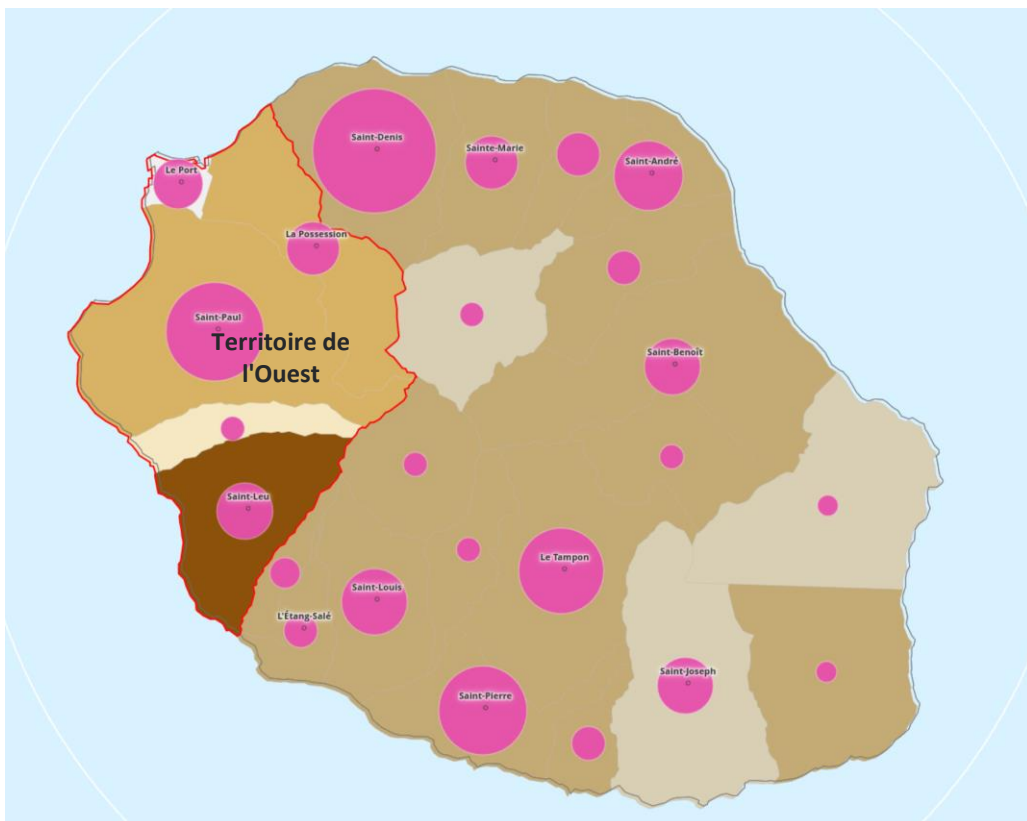 Saint-Denis
Sainte-Marie
Saint-André
Le Port
La Possession
Saint-Paul
Territoire de
l'Ouest
Saint-Benoît
Saint-Leu
Le Tampon
Saint-Louis
L'Étang-Salé
Saint-Joseph
Saint-Pierre